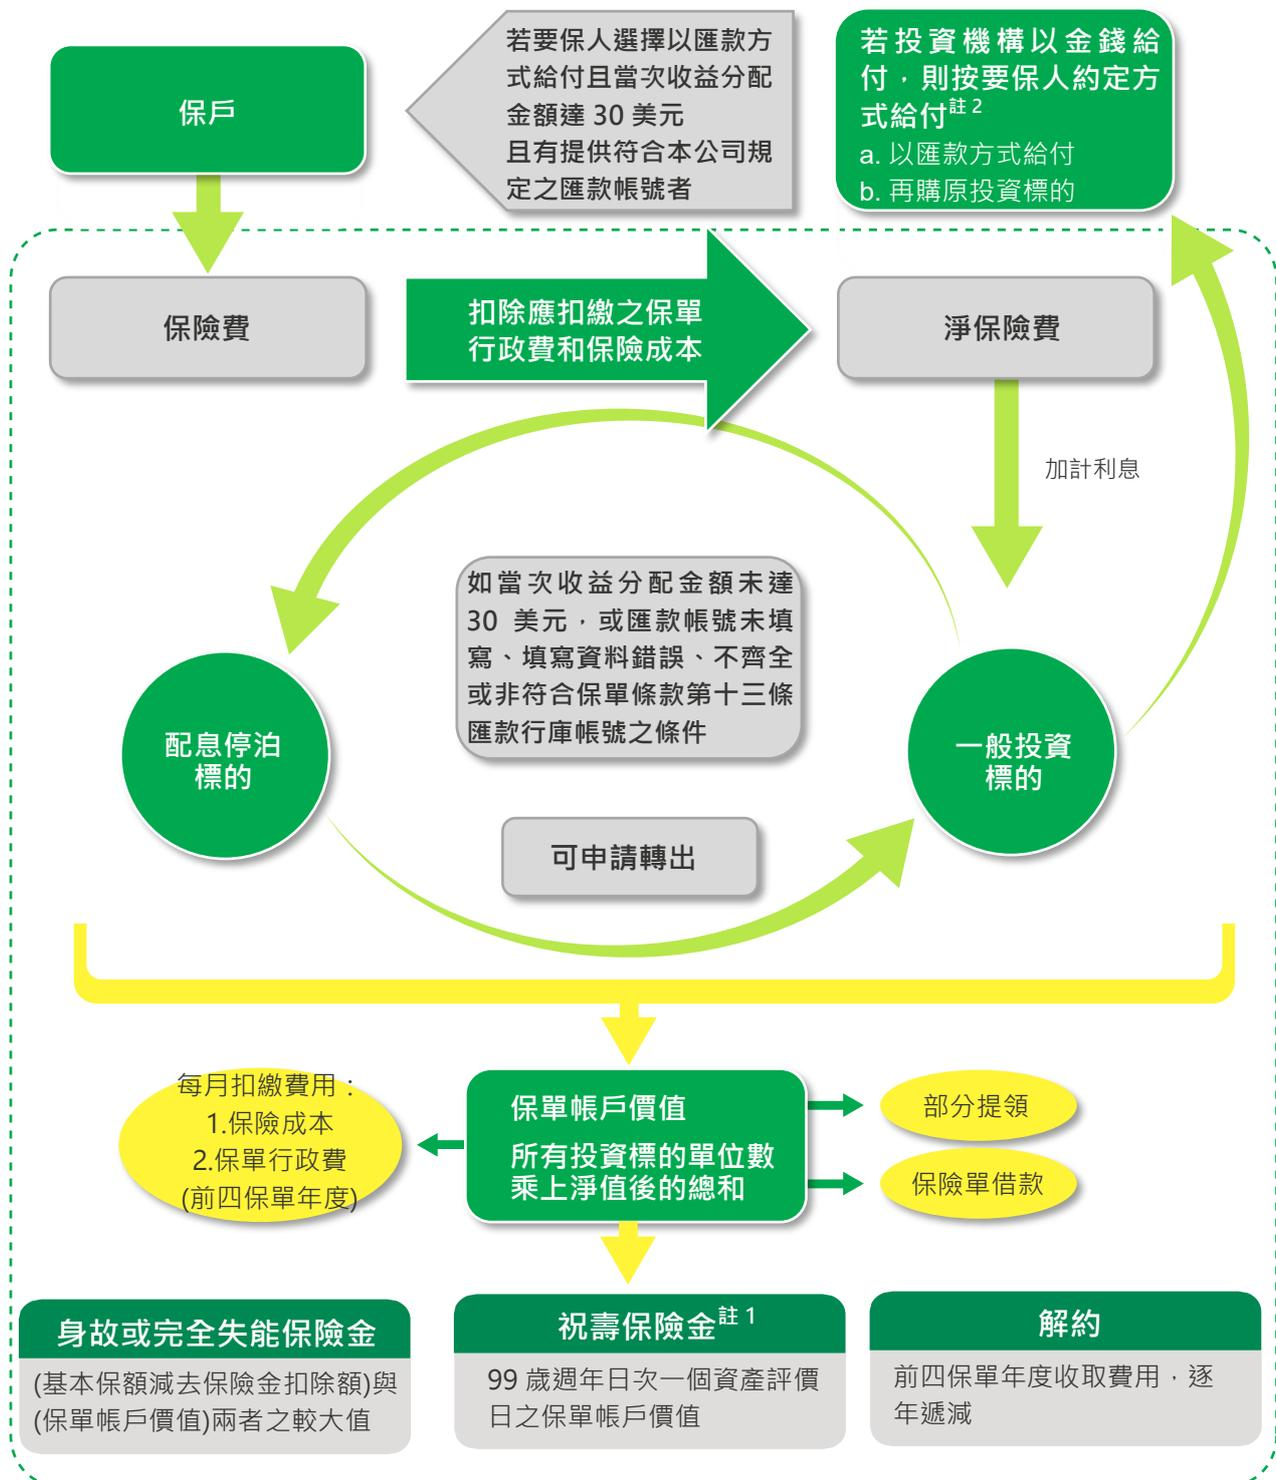 保戶
若要保人選擇以匯款方
式給付且當次收益分配
金額達 30 美元
且有提供符合本公司規
定之匯款帳號者
若投資機構以金錢給
付，則按要保人約定方
式給付註2
a. 以匯款方式給付
b. 再購原投資標的
保險費
扣除應扣繳之保單
行政費和保險成本
淨保險費
加計利息
如當次收益分配金額未達
30 美元，或匯款帳號未填
寫、填寫資料錯誤、不齊全
或非符合保單條款第十三條
匯款行庫帳號之條件
配息停泊
標的
一般投資
標的
可申請轉出
每月扣繳費用：
1.保險成本
2.保單行政費
(前四保單年度)
保單帳戶價值
所有投資標的單位數
乘上淨值後的總和
部分提領
保險單借款
身故或完全失能保險金
(基本保額減去保險金扣除額)與
(保單帳戶價值)兩者之較大值
祝壽保險金註1
99 歲週年日次一個資產評價
日之保單帳戶價值
解約
前四保單年度收取費用，逐
年遞減